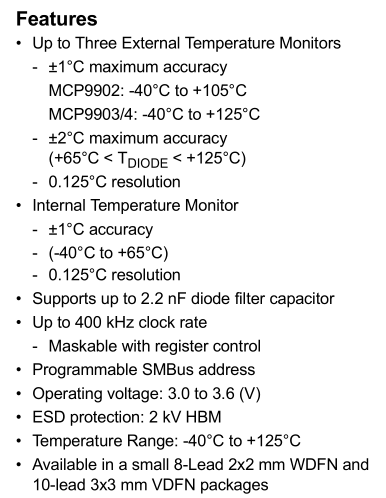 Features
• Up to Three External Temperature Monitors
- ±1°C maximum accuracy
MCP9902: -40°C to +105°C
MCP9903/4: -40°C to +125°C
- ±2°C maximum accuracy
(+65°C < TDIODE < +125°C)
- 0.125°C resolution
• Internal Temperature Monitor
- ±1°C accuracy
- (-40°C to +65°C)
- 0.125°C resolution
• Supports up to 2.2 nF diode filter capacitor
• Up to 400 kHz clock rate
- Maskable with register control
• Programmable SMBus address
• Operating voltage: 3.0 to 3.6 (V)
• ESD protection: 2 kV HBM
• Temperature Range: -40°C to +125°C
• Available in a small 8-Lead 2x2 mm WDFN and
10-lead 3x3 mm VDFN packages